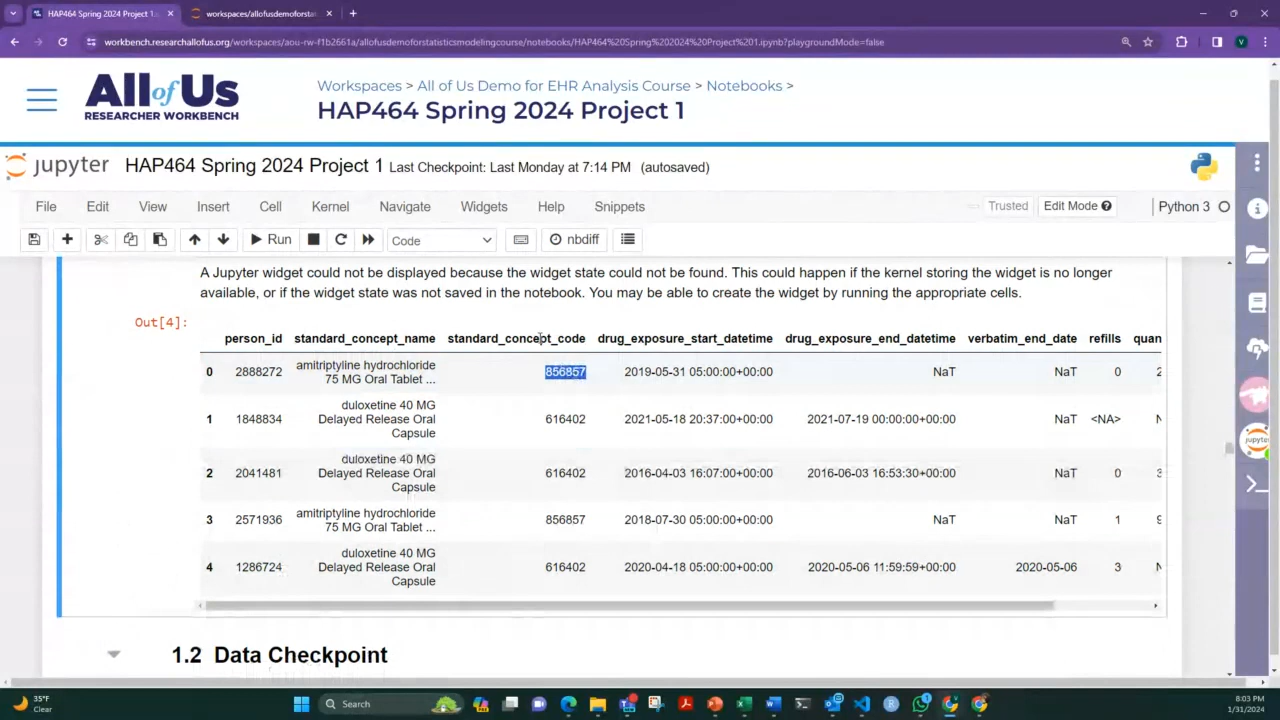 HAP464 Spring 2024 Project 1
workspaces/allofusdemoforstat
workbench.researchallofus.org/workspaces/aou-rw-f1b2661a/allofusdemoforstatisticsmodelingcourse/notebooks/HAP464%20Spring%202024%20Project%201.ipynb?playgroundMode=false
V
All of Us
RESEARCHER WORKBENCH
Workspaces > All of Us Demo for EHR Analysis Course > Notebooks >
HAP464 Spring 2024 Project 1
jupyter HAP464 Spring 2024 Project 1 Last Checkpoint: Last Monday at 7:14 PM (autosaved)
File Edit View Insert Cell Kernel Navigate Widgets Help Snippets Trusted Edit Mode Python 3
Run Code nbdiff
A Jupyter widget could not be displayed because the widget state could not be found. This could happen if the kernel storing the widget is no longer
available, or if the widget state was not saved in the notebook. You may be able to create the widget by running the appropriate cells.
Out[4]:
person_id standard_concept_name standard_concept_code drug_exposure_start_datetime drug_exposure_end_datetime verbatim_end_date refills quan
0 2888272 amitriptyline hydrochloride 75 MG Oral Tablet ... 856857 2019-05-31 05:00:00+00:00 NaT NaT 0 2
1 1848834 duloxetine 40 MG Delayed Release Oral Capsule 616402 2021-05-18 20:37:00+00:00 2021-07-19 00:00:00+00:00 NaT <NA> N
2 2041481 duloxetine 40 MG Delayed Release Oral Capsule 616402 2016-04-03 16:07:00+00:00 2016-06-03 16:53:30+00:00 NaT 0 3
3 2571936 amitriptyline hydrochloride 75 MG Oral Tablet ... 856857 2018-07-30 05:00:00+00:00 NaT NaT 1 9
4 1286724 duloxetine 40 MG Delayed Release Oral Capsule 616402 2020-04-18 05:00:00+00:00 2020-05-06 11:59:59+00:00 2020-05-06 3 N
1.2 Data Checkpoint
jupyter
35°F
Clear
Search
8:03 PM
1/31/2024